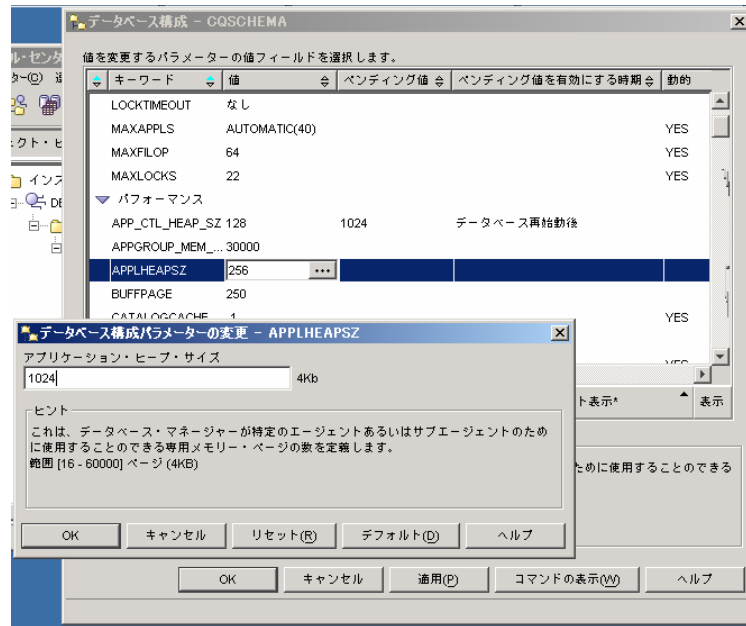 データベース構成 - CQSCHEMA
値を変更するパラメーターの値フィールドを選択します。
キーワード 値 ペンディング値 ペンディング値を有効にする時期 動的
LOCKTIMEOUT なし
MAXAPPLS AUTOMATIC(40) YES
MAXFILOP 64 YES
MAXLOCKS 22 YES
パフォーマンス
APP_CTL_HEAP_SZ 128 1024 データベース再始動後
APPGROUP_MEM_... 30000
APPLHEAPSZ 256 ...
BUFFPAGE 250
YES
データベース構成パラメーターの変更 - APPLHEAPSZ
アプリケーション・ヒープ・サイズ
1024 4Kb
ヒント
これは、データベース・マネージャーが特定のエージェントあるいはサブエージェントのため
に使用することのできる専用メモリー・ページの数を定義します。
範囲 [16 - 60000] ページ (4KB)
OK キャンセル リセット(R) デフォルト(D) ヘルプ
ト表示* 表示
ために使用することのできる
OK キャンセル 適用(P) コマンドの表示(W) ヘルプ
ル・センタ
クト・ヒ
インス